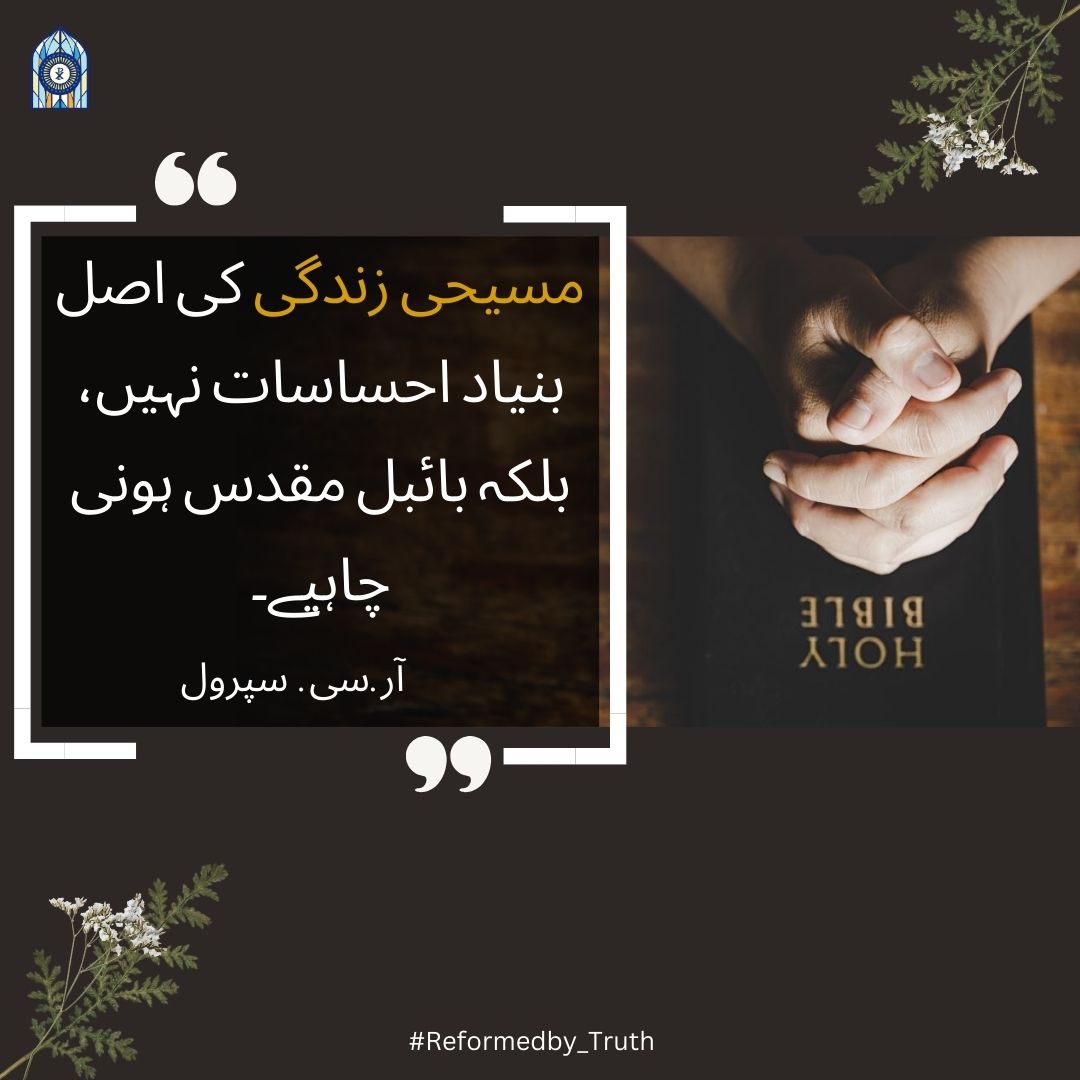 مسیحی زندگی کی اصل
بنیاد احساسات نہیں،
بلکہ بائبل مقدس ہونی
چاہیے۔
آر.سی. سپرول
HOLY
BIBLE
#Reformedby_Truth